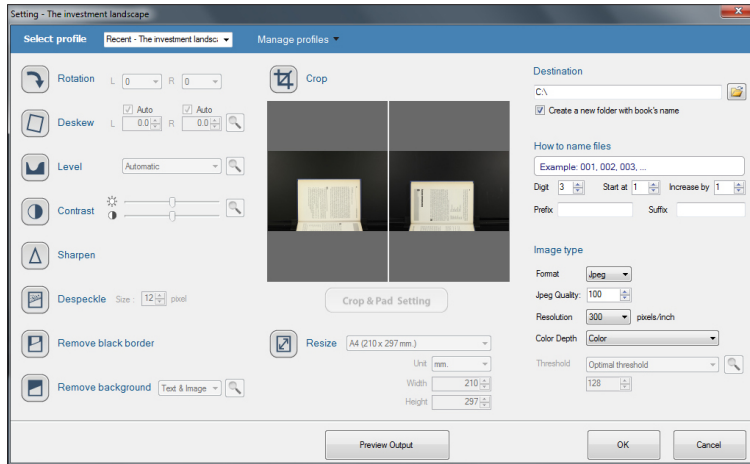 Setting - The investment landscape
Select profile Recent - The investment landsc: Manage profiles
Rotation L 0 R 0
Auto Auto
Deskew L 0.0 R 0.0
Level Automatic
Contrast
Sharpen
Despeckle Size : 12 pixel
Remove black border
Remove background Text & Image
Crop
Crop & Pad Setting
Resize A4 (210 x 297 mm.)
Unit mm.
Width 210
Height 297
Destination
C:\
Create a new folder with book's name
How to name files
Example: 001, 002, 003, ...
Digit 3 Start at 1 Increase by 1
Prefix Suffix
Image type
Format Jpeg
Jpeg Quality: 100
Resolution 300 pixels/inch
Color Depth Color
Threshold Optimal threshold
128
Preview Output OK Cancel